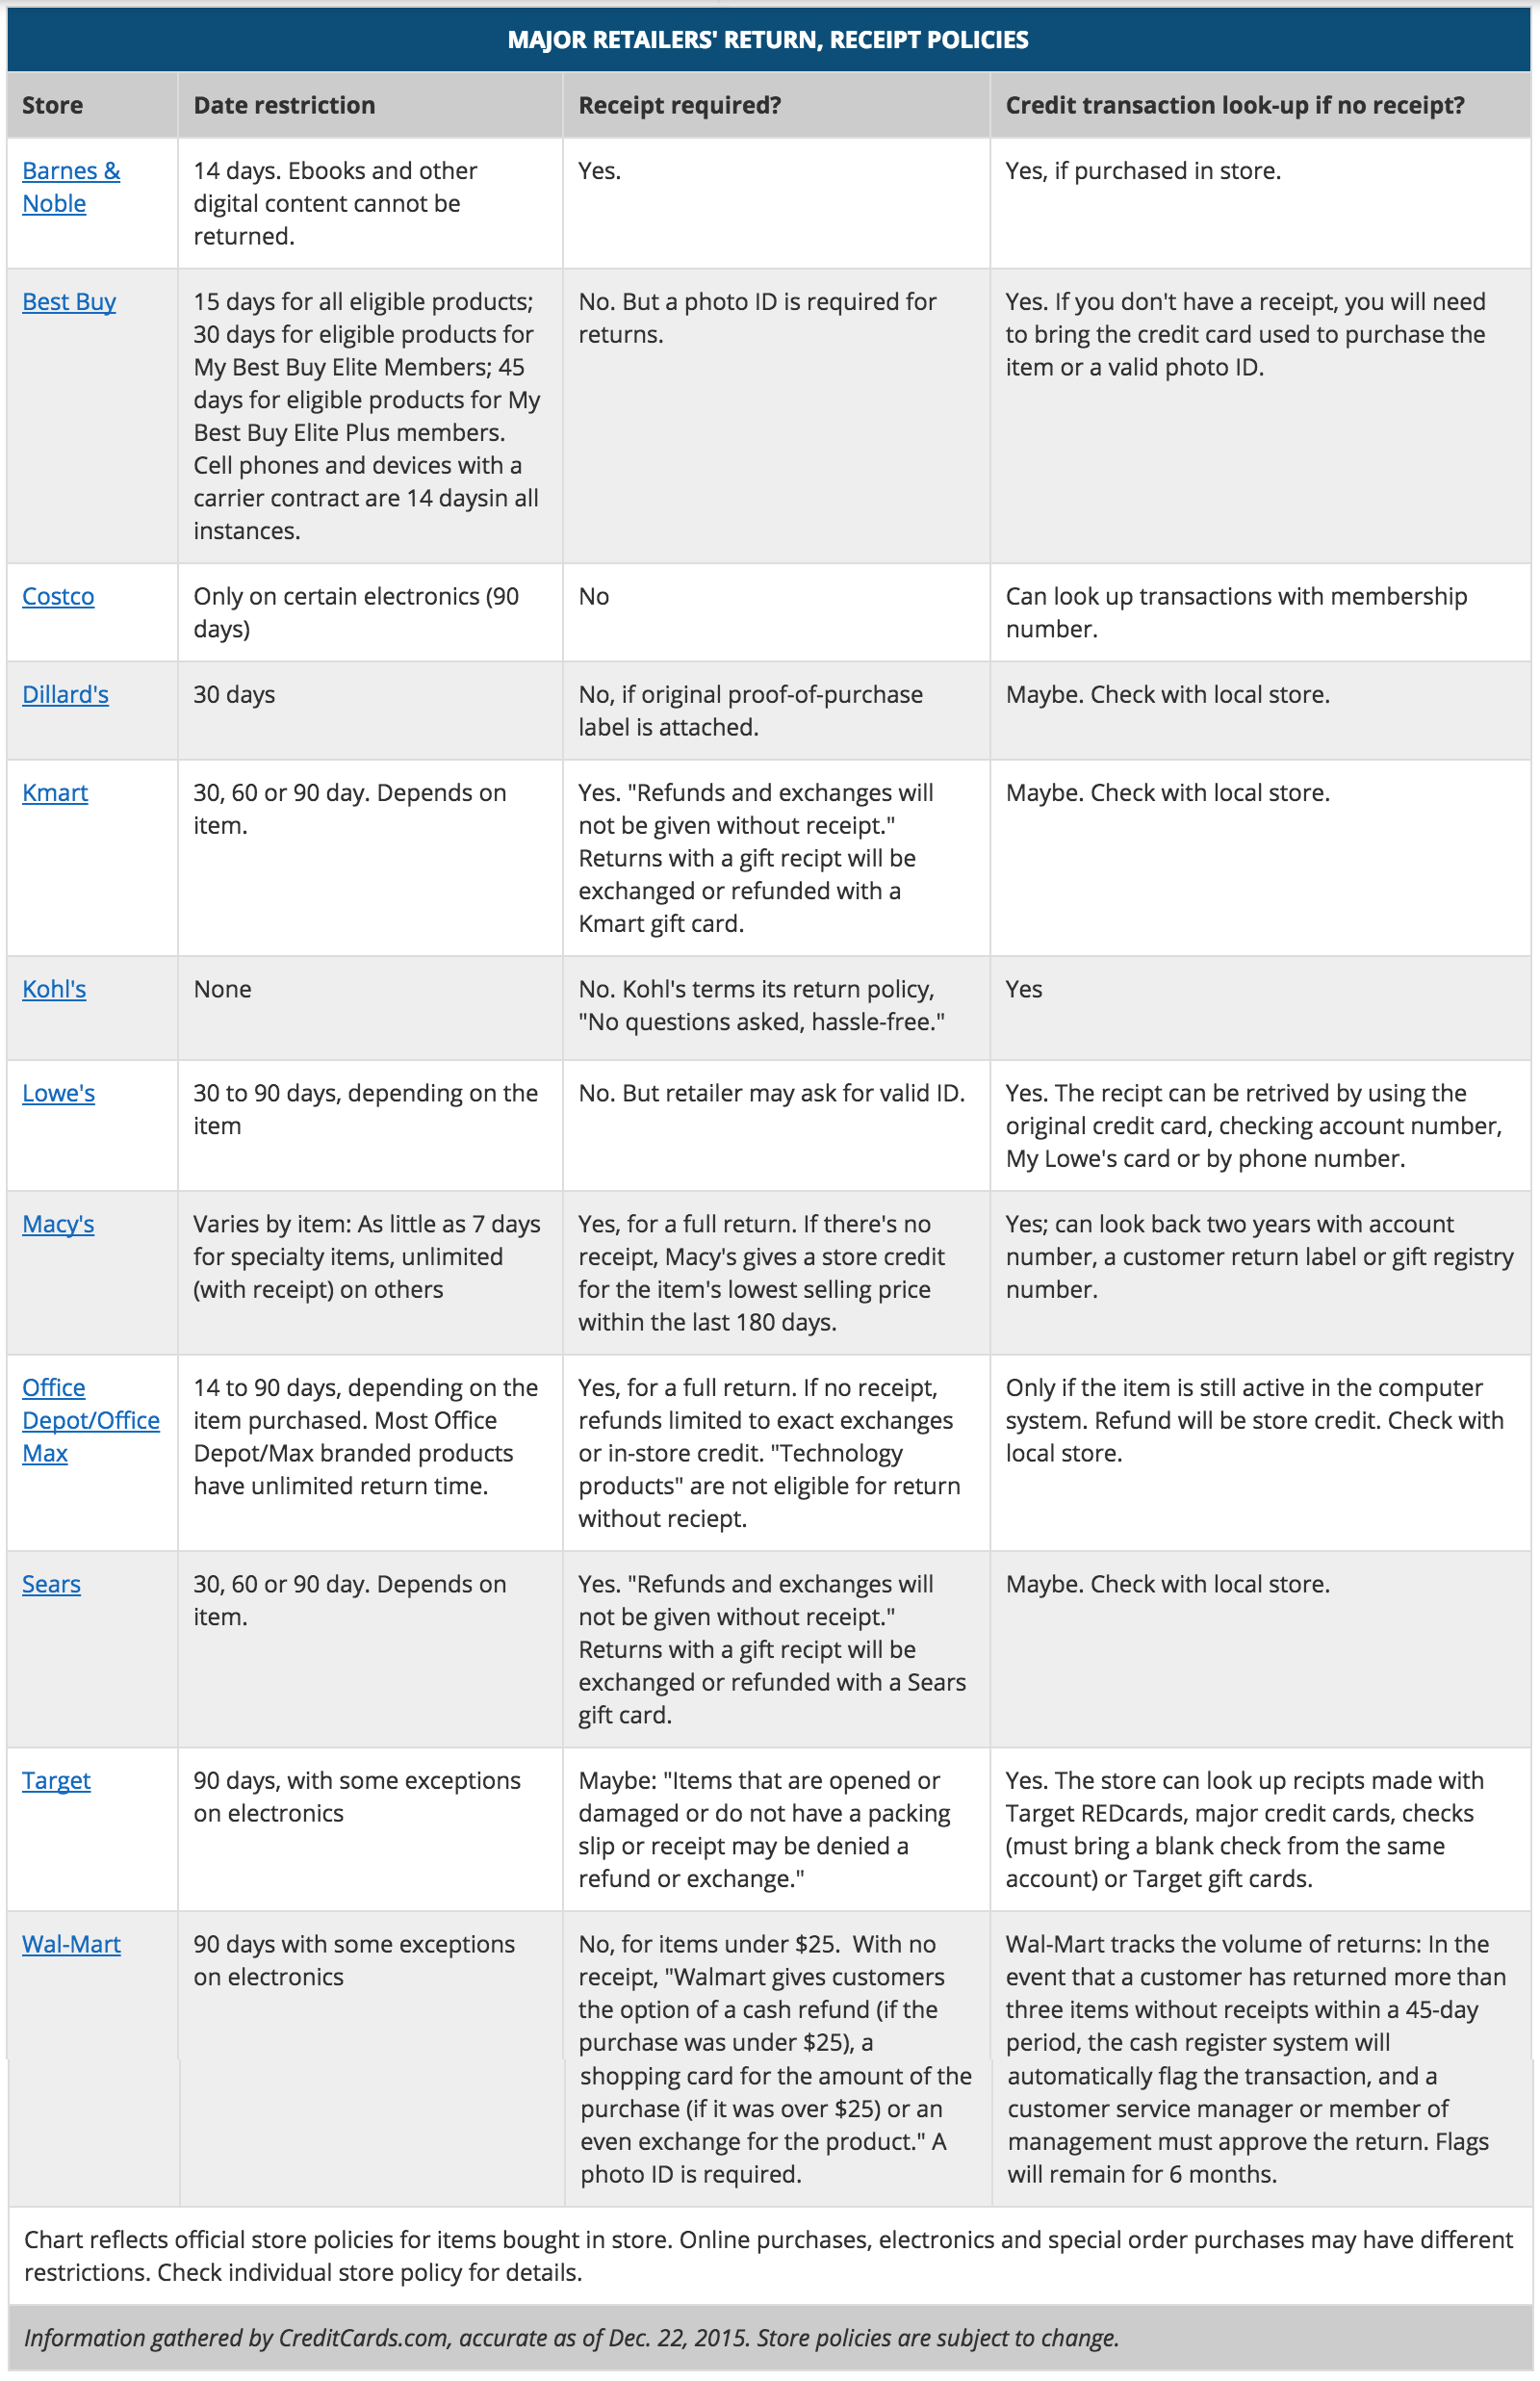 MAJOR RETAILERS' RETURN, RECEIPT POLICIES
Store
Date restriction
Receipt required?
Credit transaction look-up if no receipt?
Barnes &
Noble
14 days. Ebooks and other
digital content cannot be
returned.
Yes.
Yes, if purchased in store.
Best Buy
15 days for all eligible products;
30 days for eligible products for
My Best Buy Elite Members; 45
days for eligible products for My
Best Buy Elite Plus members.
Cell phones and devices with a
carrier contract are 14 daysin all
instances.
No. But a photo ID is required for
returns.
Yes. If you don't have a receipt, you will need
to bring the credit card used to purchase the
item or a valid photo ID.
Costco
Only on certain electronics (90
days)
No
Can look up transactions with membership
number.
Dillard's
30 days
No, if original proof-of-purchase
label is attached.
Maybe. Check with local store.
Kmart
30, 60 or 90 day. Depends on
item.
Yes. "Refunds and exchanges will
not be given without receipt."
Returns with a gift recipt will be
exchanged or refunded with a
Kmart gift card.
Maybe. Check with local store.
Kohl's
None
No. Kohl's terms its return policy,
"No questions asked, hassle-free."
Yes
Lowe's
30 to 90 days, depending on the
item
No. But retailer may ask for valid ID.
Yes. The recipt can be retrived by using the
original credit card, checking account number,
My Lowe's card or by phone number.
Macy's
Varies by item: As little as 7 days
for specialty items, unlimited
(with receipt) on others
Yes, for a full return. If there's no
receipt, Macy's gives a store credit
for the item's lowest selling price
within the last 180 days.
Yes; can look back two years with account
number, a customer return label or gift registry
number.
Office
Depot/Office
Max
14 to 90 days, depending on the
item purchased. Most Office
Depot/Max branded products
have unlimited return time.
Yes, for a full return. If no receipt,
refunds limited to exact exchanges
or in-store credit. "Technology
products" are not eligible for return
without reciept.
Only if the item is still active in the computer
system. Refund will be store credit. Check with
local store.
Sears
30, 60 or 90 day. Depends on
item.
Yes. "Refunds and exchanges will
not be given without receipt."
Returns with a gift recipt will be
exchanged or refunded with a Sears
gift card.
Maybe. Check with local store.
Target
90 days, with some exceptions
on electronics
Maybe: "Items that are opened or
damaged or do not have a packing
slip or receipt may be denied a
refund or exchange."
Yes. The store can look up recipts made with
Target REDcards, major credit cards, checks
(must bring a blank check from the same
account) or Target gift cards.
Wal-Mart
90 days with some exceptions
on electronics
No, for items under $25. With no
receipt, "Walmart gives customers
the option of a cash refund (if the
purchase was under $25), a
shopping card for the amount of the
purchase (if it was over $25) or an
even exchange for the product." A
photo ID is required.
Wal-Mart tracks the volume of returns: In the
event that a customer has returned more than
three items without receipts within a 45-day
period, the cash register system will
automatically flag the transaction, and a
customer service manager or member of
management must approve the return. Flags
will remain for 6 months.
Chart reflects official store policies for items bought in store. Online purchases, electronics and special order purchases may have different
restrictions. Check individual store policy for details.
Information gathered by CreditCards.com, accurate as of Dec. 22, 2015. Store policies are subject to change.